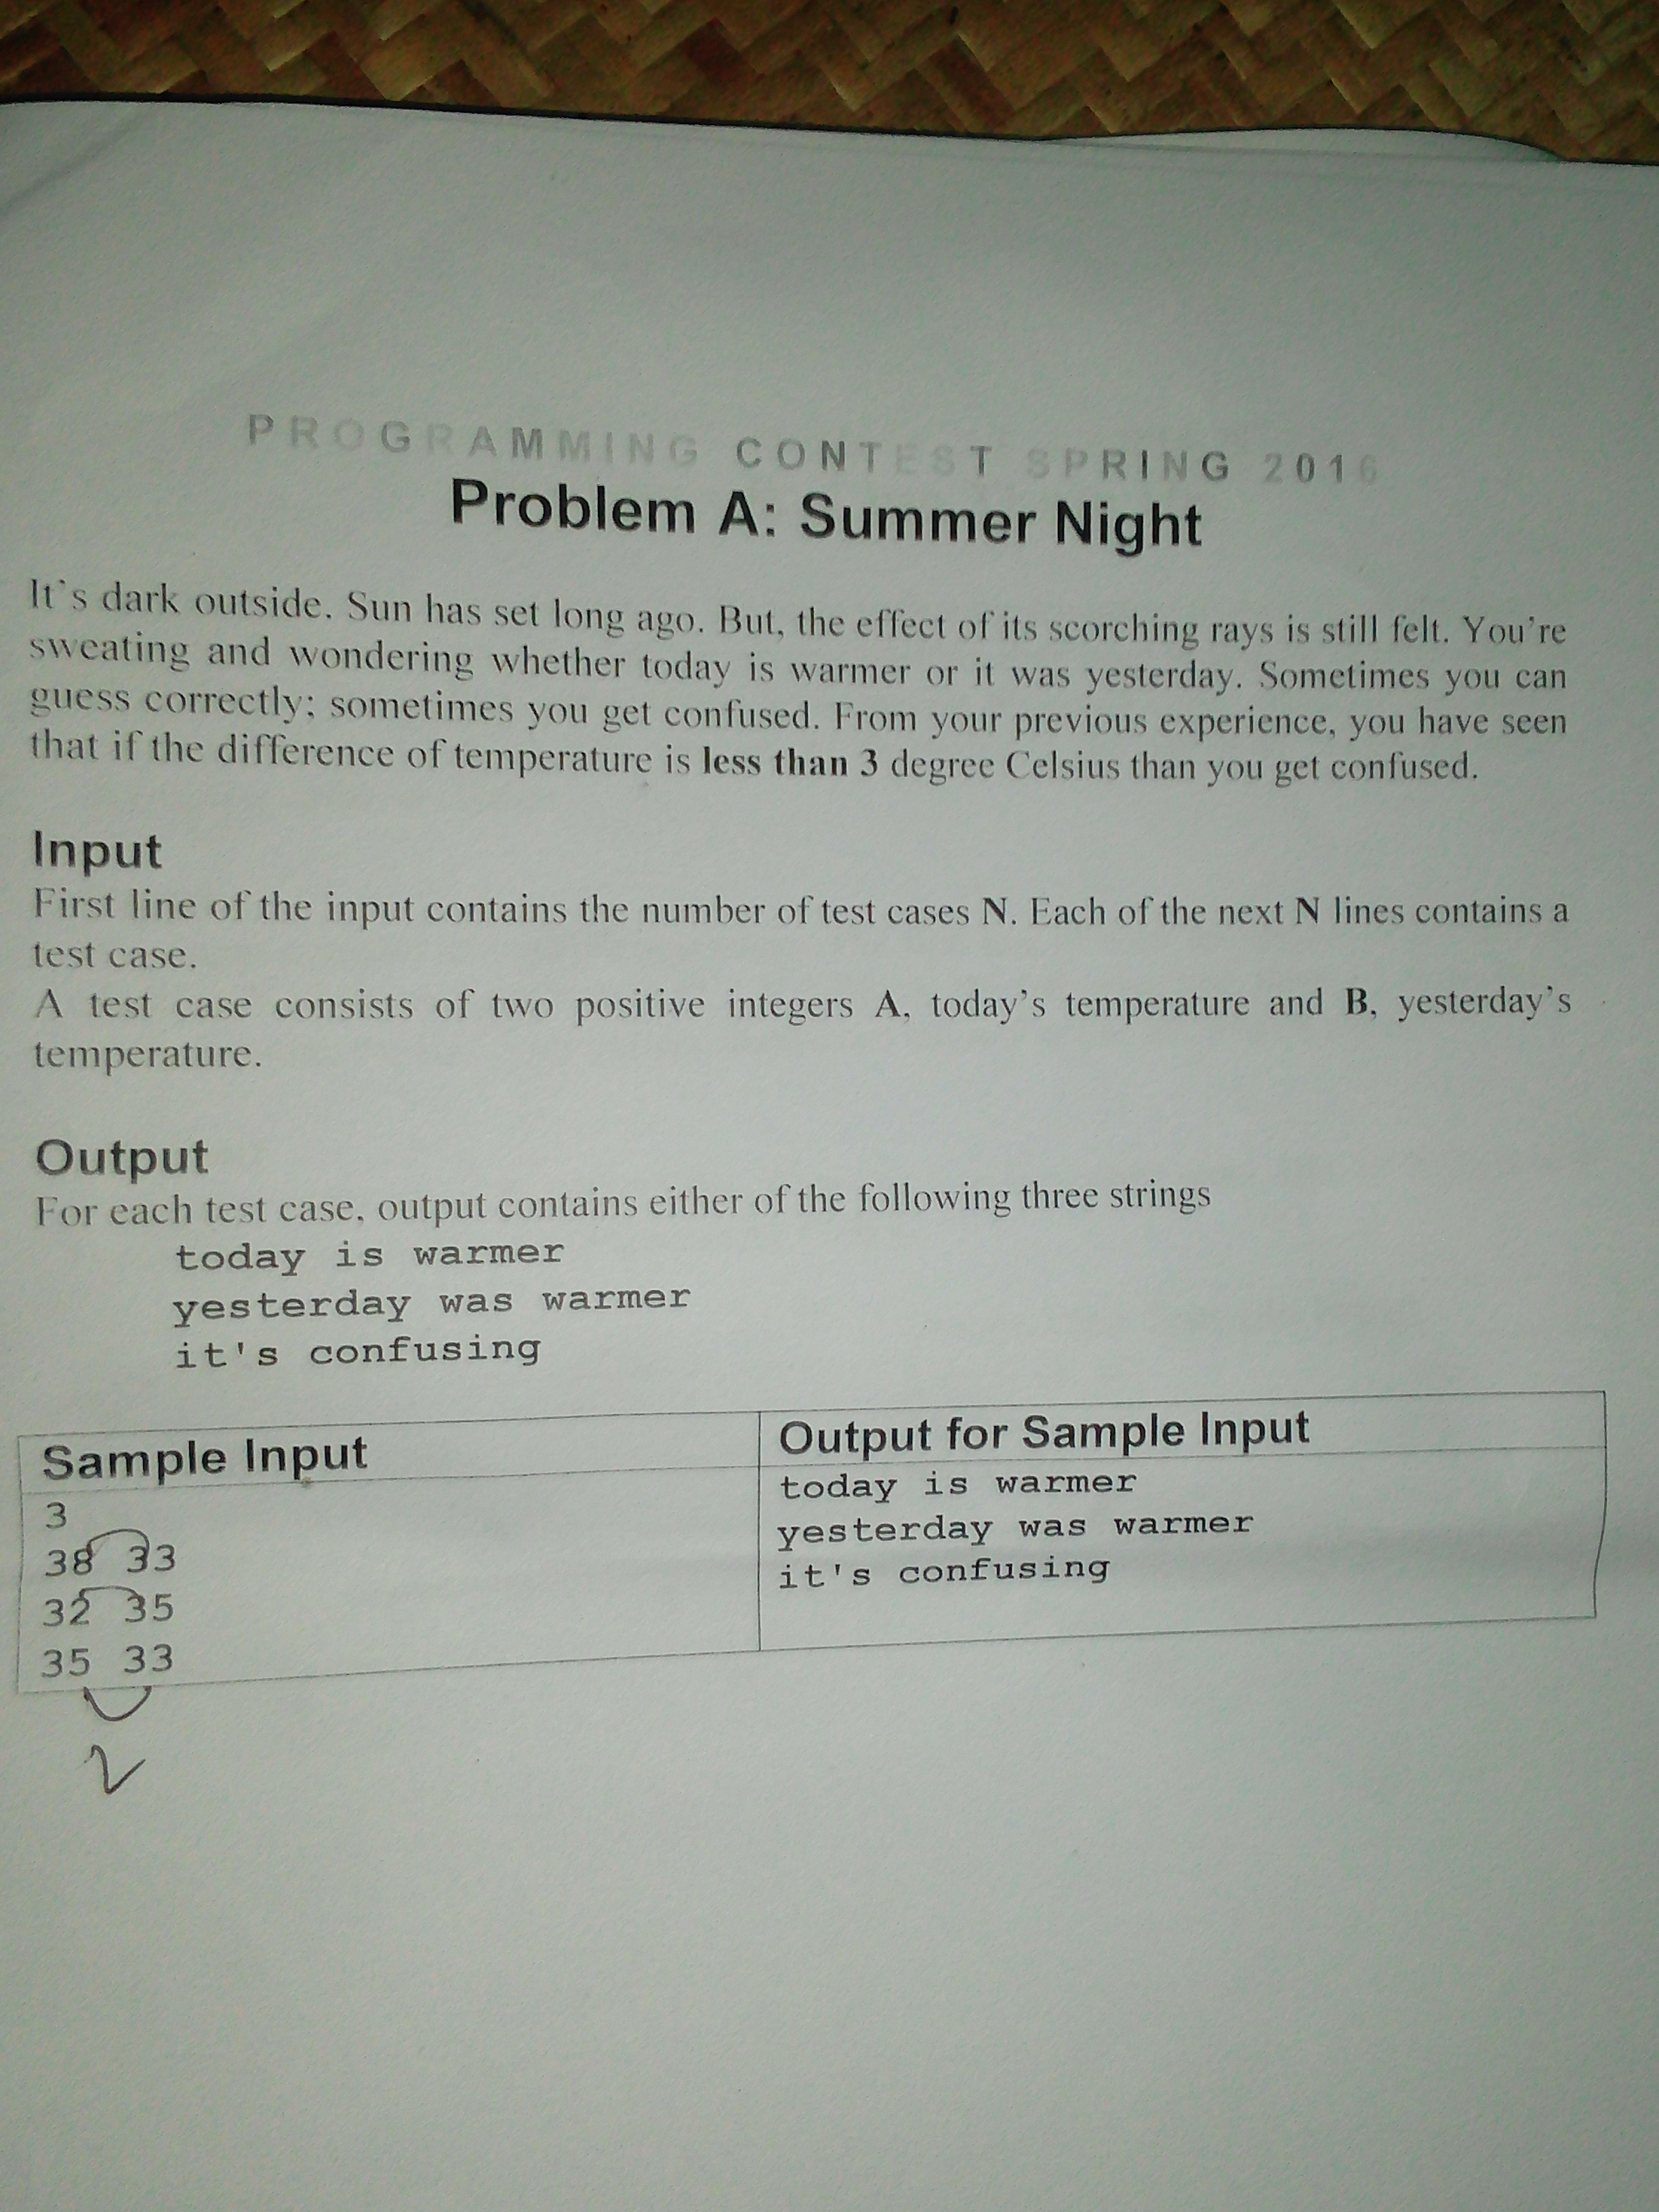 PROGRAMMING CONTEST SPRING 2016
Problem A: Summer Night
It's dark outside. Sun has set long ago. But, the effect of its scorching rays is still felt. You're
sweating and wondering whether today is warmer or it was yesterday. Sometimes you can
guess correctly; sometimes you get confused. From your previous experience, you have seen
that if the difference of temperature is less than 3 degree Celsius than you get confused.
Input
First line of the input contains the number of test cases N. Each of the next N lines contains a
test case.
A test case consists of two positive integers A, today's temperature and B, yesterday's
temperature.
Output
For each test case, output contains either of the following three strings
today is warmer
yesterday was warmer
it's confusing
Sample Input
3
38 33
32 35
35 33
Output for Sample Input
today is warmer
yesterday was warmer
it's confusing
2